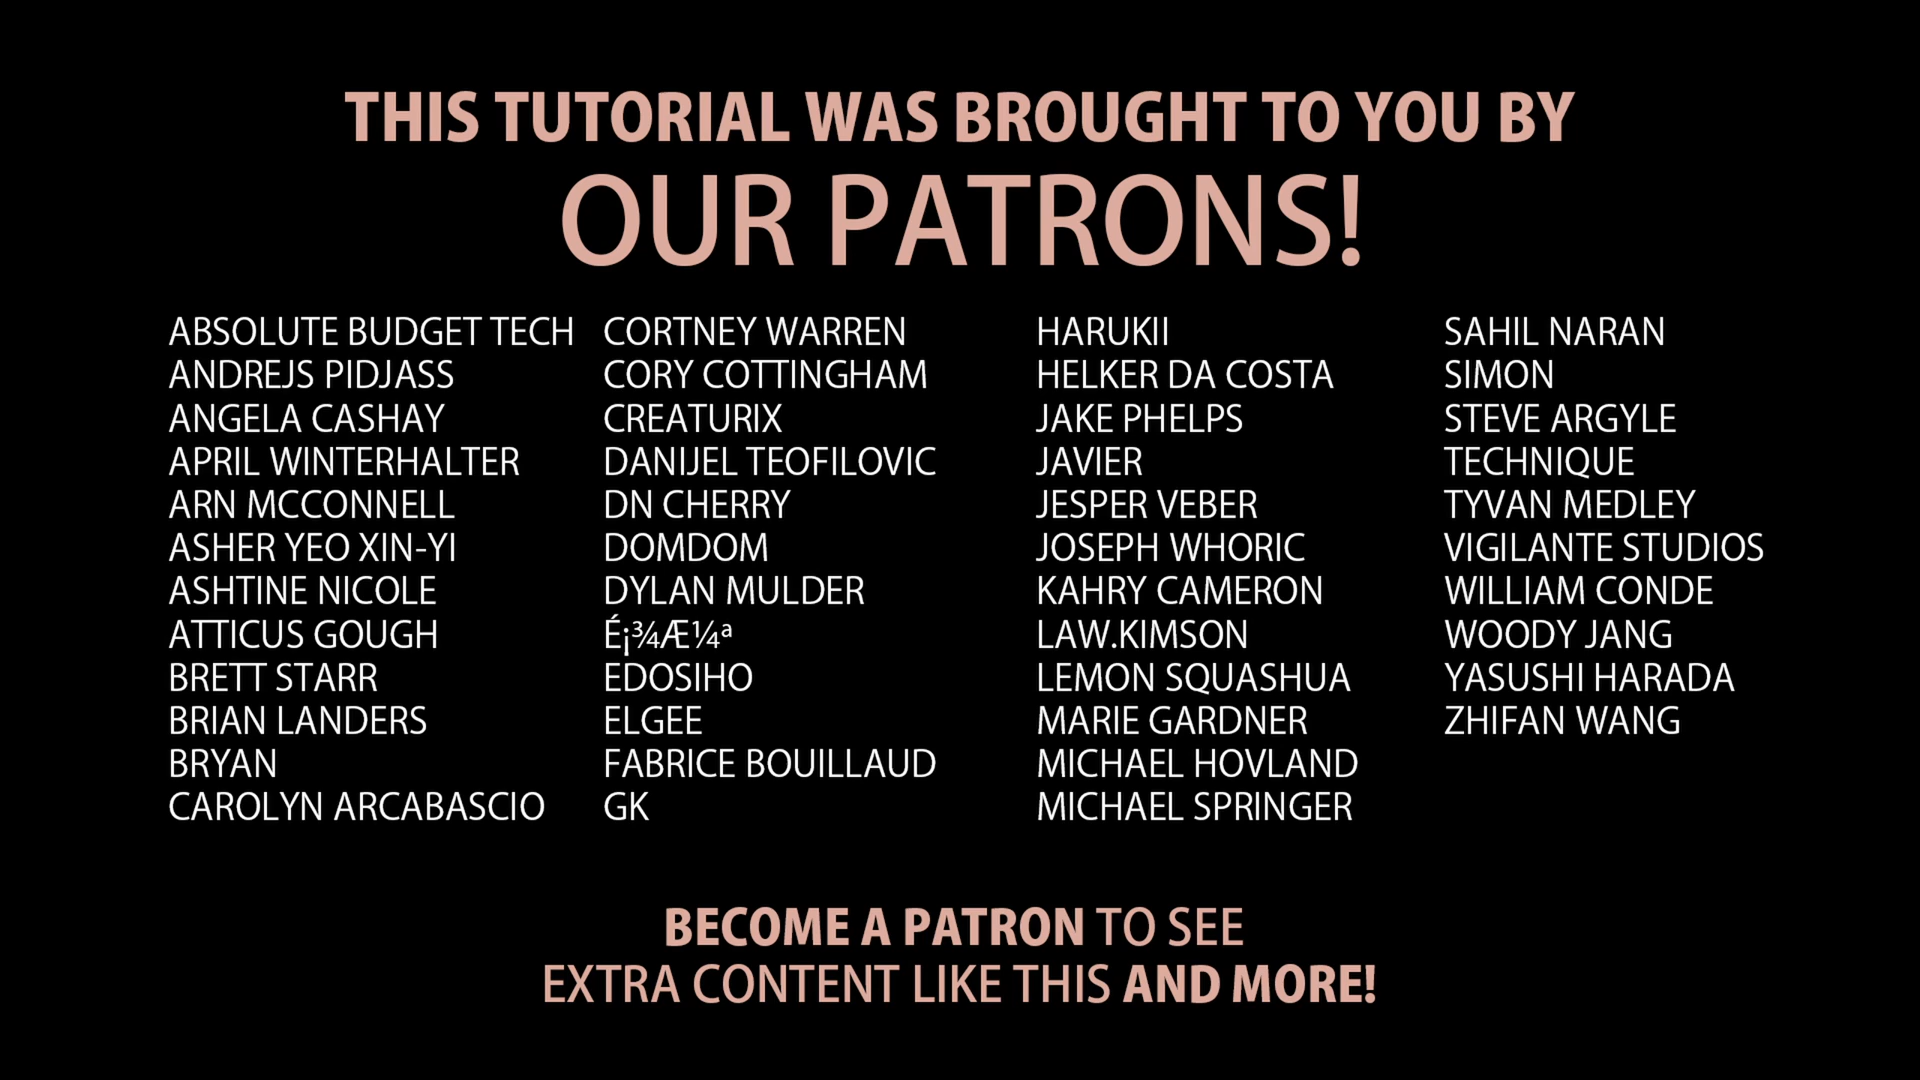 THIS TUTORIAL WAS BROUGHT TO YOU BY
OUR PATRONS!
ABSOLUTE BUDGET TECH
ANDREJS PIDJASS
ANGELA CASHAY
APRIL WINTERHALTER
ARN MCCONNELL
ASHER YEO XIN-YI
ASHTINE NICOLE
ATTICUS GOUGH
BRETT STARR
BRIAN LANDERS
BRYAN
CAROLYN ARCABASCIO
CORTNEY WARREN
CORY COTTINGHAM
CREATURIX
DANIJEL TEOFILOVIC
DN CHERRY
DOMDOM
DYLAN MULDER
É¡¾Æ¼ª
EDOSIHO
ELGEE
FABRICE BOUILLAUD
GK
HARUKII
HELKER DA COSTA
JAKE PHELPS
JAVIER
JESPER VEBER
JOSEPH WHORIC
KAHRY CAMERON
LAW.KIMSON
LEMON SQUASHUA
MARIE GARDNER
MICHAEL HOVLAND
MICHAEL SPRINGER
SAHIL NARAN
SIMON
STEVE ARGYLE
TECHNIQUE
TYVAN MEDLEY
VIGILANTE STUDIOS
WILLIAM CONDE
WOODY JANG
YASUSHI HARADA
ZHIFAN WANG
BECOME A PATRON TO SEE
EXTRA CONTENT LIKE THIS AND MORE!